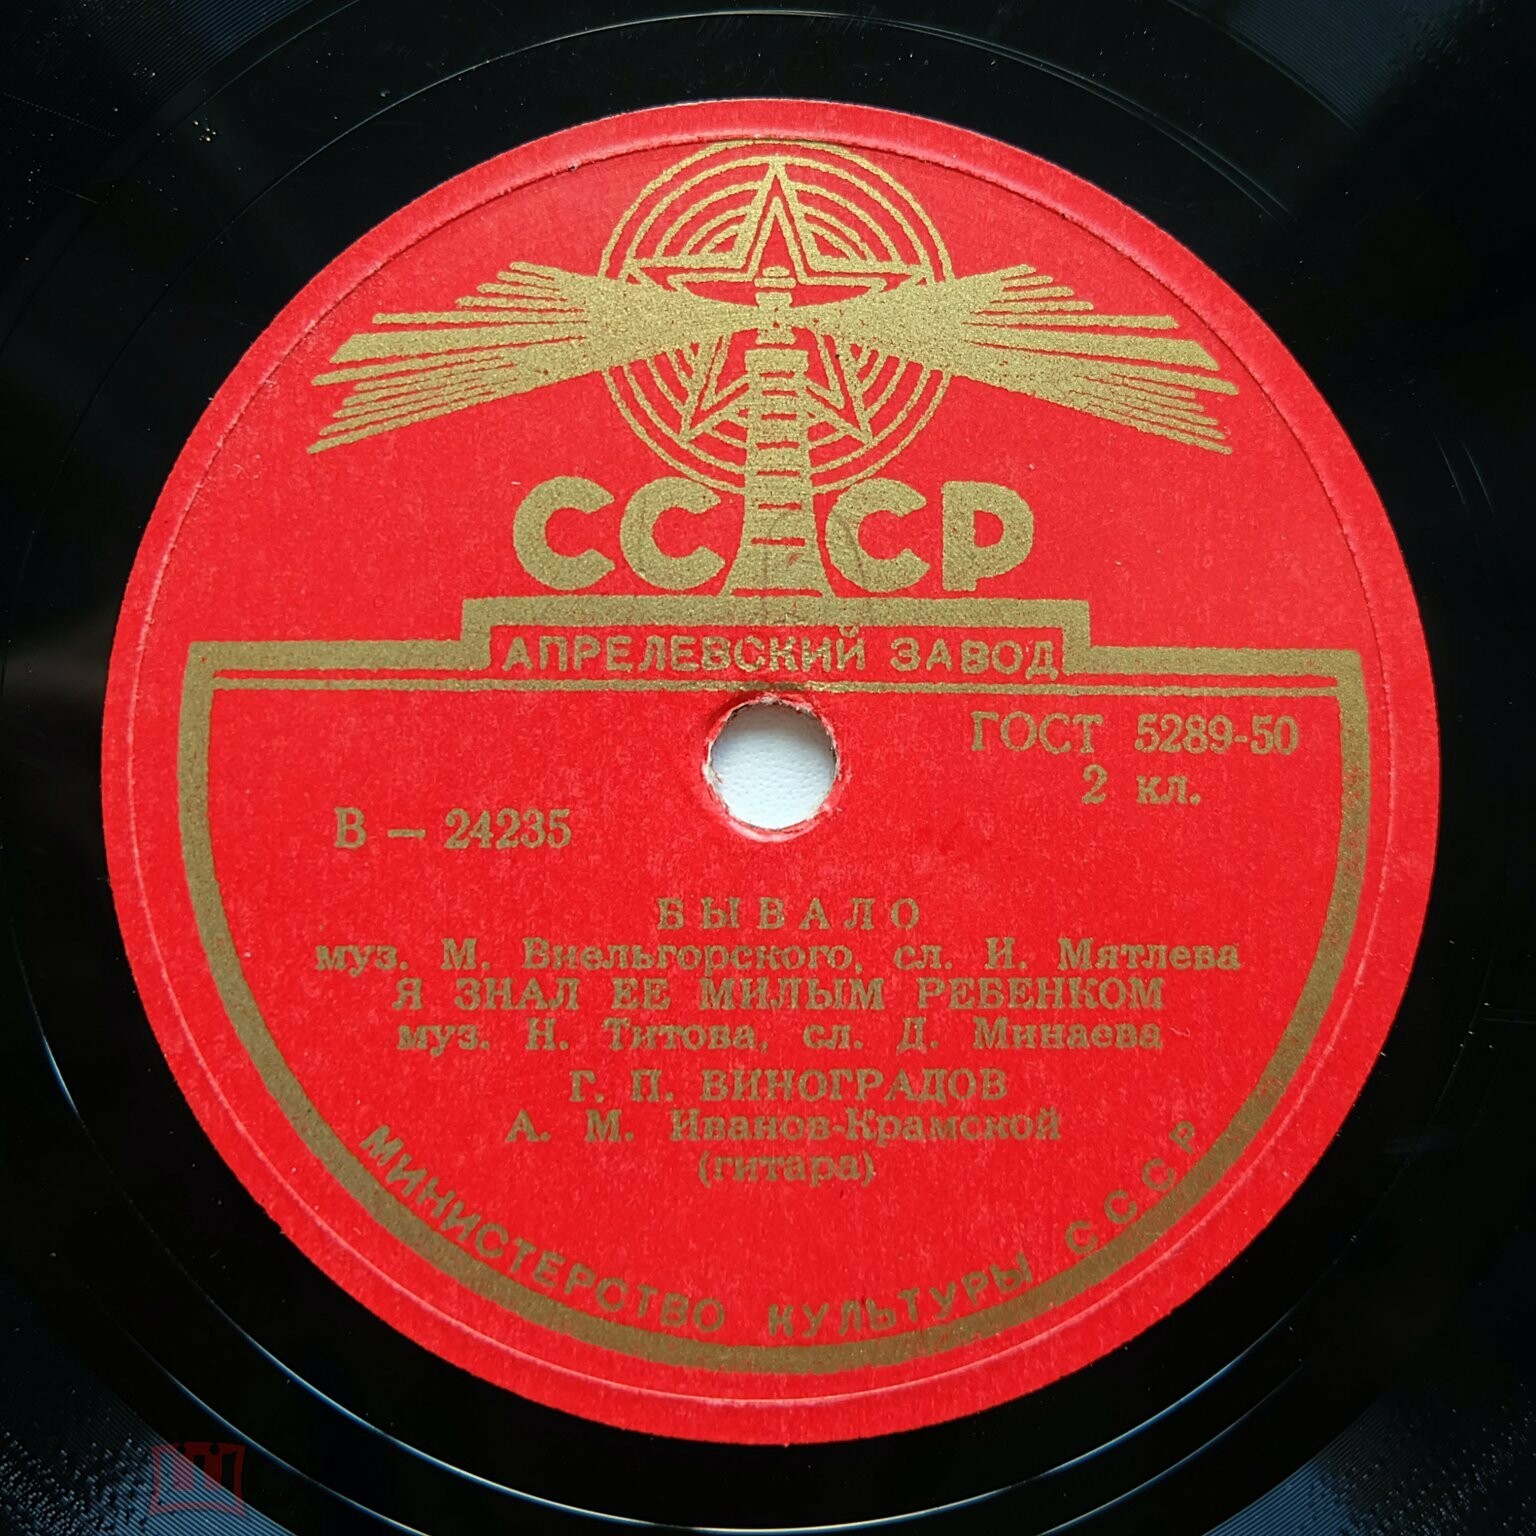 СССР
АПРЕЛЕВСКИЙ ЗАВОД
ГОСТ 5289-50
2 кл.
В — 24235
БЫВАЛО
муз. М. Виельгорского, сл. И. Мятлева
Я ЗНАЛ ЕЕ МИЛЫМ РЕБЕНКОМ
муз. Н. Титова, сл. Д. Минаева
Г. П. ВИНОГРАДОВ
А. М. Иванов-Крамской
(гитара)
МИНИСТЕРСТВО КУЛЬТУРЫ СССР